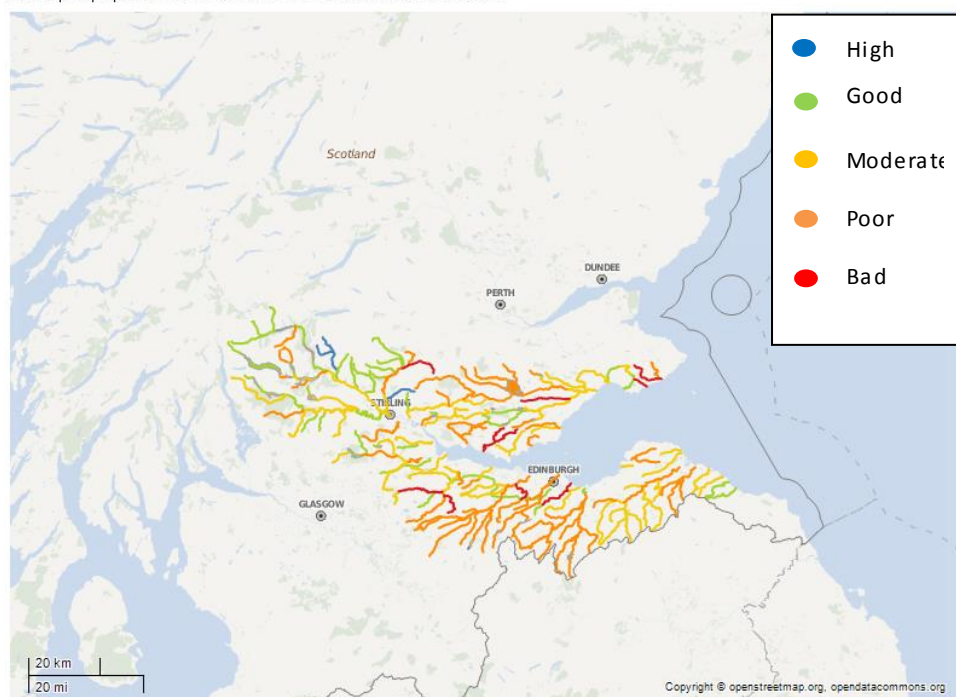 High
Good
Moderate
Poor
Bad
Scotland
DUNDEE
PERTH
STIRLING
EDINBURGH
GLASGOW
20 km
20 mi
Copyright © openstreetmap.org, opendatacommons.org